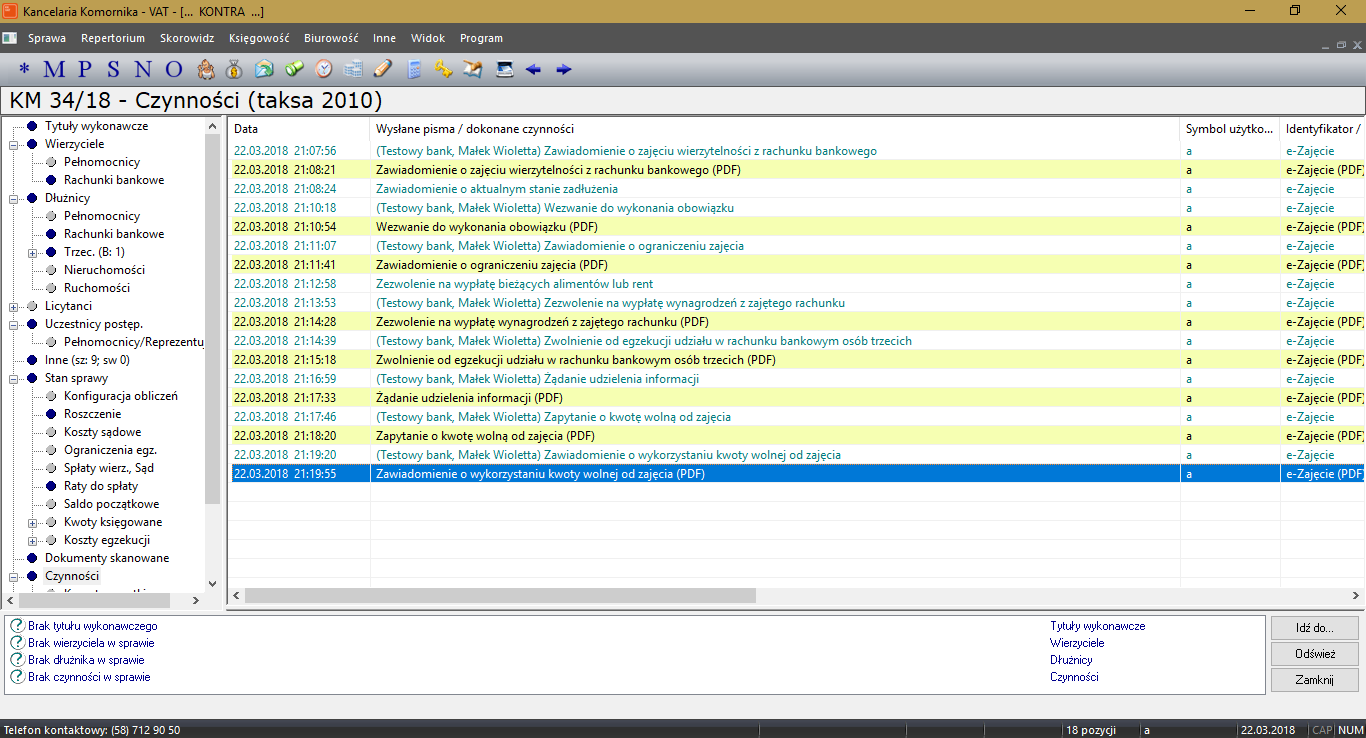 Kancelaria Komornika - VAT - [... KONTRA ...]
Sprawa Repertorium Skorowidz Księgowość Biurowość Inne Widok Program
* M P S N O
KM 34/18 - Czynności (taksa 2010)
Tytuły wykonawcze
Wierzyciele
Pełnomocnicy
Rachunki bankowe
Dłużnicy
Pełnomocnicy
Rachunki bankowe
Trzec. (B: 1)
Nieruchomości
Ruchomości
Licytanci
Uczestnicy postęp.
Pełnomocnicy/Reprezentu
Inne (sz: 9; sw 0)
Stan sprawy
Konfiguracja obliczeń
Roszczenie
Koszty sądowe
Ograniczenia egz.
Spłaty wierz., Sąd
Raty do spłaty
Saldo początkowe
Kwoty księgowane
Koszty egzekucji
Dokumenty skanowane
Czynności
Data Wysłane pisma / dokonane czynności Symbol użytko... Identyfikator /
22.03.2018 21:07:56 (Testowy bank, Małek Wioletta) Zawiadomienie o zajęciu wierzytelności z rachunku bankowego a e-Zajęcie
22.03.2018 21:08:21 Zawiadomienie o zajęciu wierzytelności z rachunku bankowego (PDF) a e-Zajęcie (PDF)
22.03.2018 21:08:24 Zawiadomienie o aktualnym stanie zadłużenia a e-Zajęcie
22.03.2018 21:10:18 (Testowy bank, Małek Wioletta) Wezwanie do wykonania obowiązku a e-Zajęcie
22.03.2018 21:10:54 Wezwanie do wykonania obowiązku (PDF) a e-Zajęcie (PDF)
22.03.2018 21:11:07 (Testowy bank, Małek Wioletta) Zawiadomienie o ograniczeniu zajęcia a e-Zajęcie
22.03.2018 21:11:41 Zawiadomienie o ograniczeniu zajęcia (PDF) a e-Zajęcie (PDF)
22.03.2018 21:12:58 Zezwolenie na wypłatę bieżących alimentów lub rent a e-Zajęcie
22.03.2018 21:13:53 (Testowy bank, Małek Wioletta) Zezwolenie na wypłatę wynagrodzeń z zajętego rachunku a e-Zajęcie
22.03.2018 21:14:28 Zezwolenie na wypłatę wynagrodzeń z zajętego rachunku (PDF) a e-Zajęcie (PDF)
22.03.2018 21:14:39 (Testowy bank, Małek Wioletta) Zwolnienie od egzekucji udziału w rachunku bankowym osób trzecich a e-Zajęcie
22.03.2018 21:15:18 Zwolnienie od egzekucji udziału w rachunku bankowym osób trzecich (PDF) a e-Zajęcie (PDF)
22.03.2018 21:16:59 (Testowy bank, Małek Wioletta) Żądanie udzielenia informacji a e-Zajęcie
22.03.2018 21:17:33 Żądanie udzielenia informacji (PDF) a e-Zajęcie (PDF)
22.03.2018 21:17:46 (Testowy bank, Małek Wioletta) Zapytanie o kwotę wolną od zajęcia a e-Zajęcie
22.03.2018 21:18:20 Zapytanie o kwotę wolną od zajęcia (PDF) a e-Zajęcie (PDF)
22.03.2018 21:19:20 (Testowy bank, Małek Wioletta) Zawiadomienie o wykorzystaniu kwoty wolnej od zajęcia a e-Zajęcie
22.03.2018 21:19:55 Zawiadomienie o wykorzystaniu kwoty wolnej od zajęcia (PDF) a e-Zajęcie (PDF)
Brak tytułu wykonawczego Tytuły wykonawcze
Brak wierzyciela w sprawie Wierzyciele
Brak dłużnika w sprawie Dłużnicy
Brak czynności w sprawie Czynności
Idź do...
Odśwież
Zamknij
Telefon kontaktowy: (58) 712 90 50 18 pozycji a 22.03.2018 CAP NUM